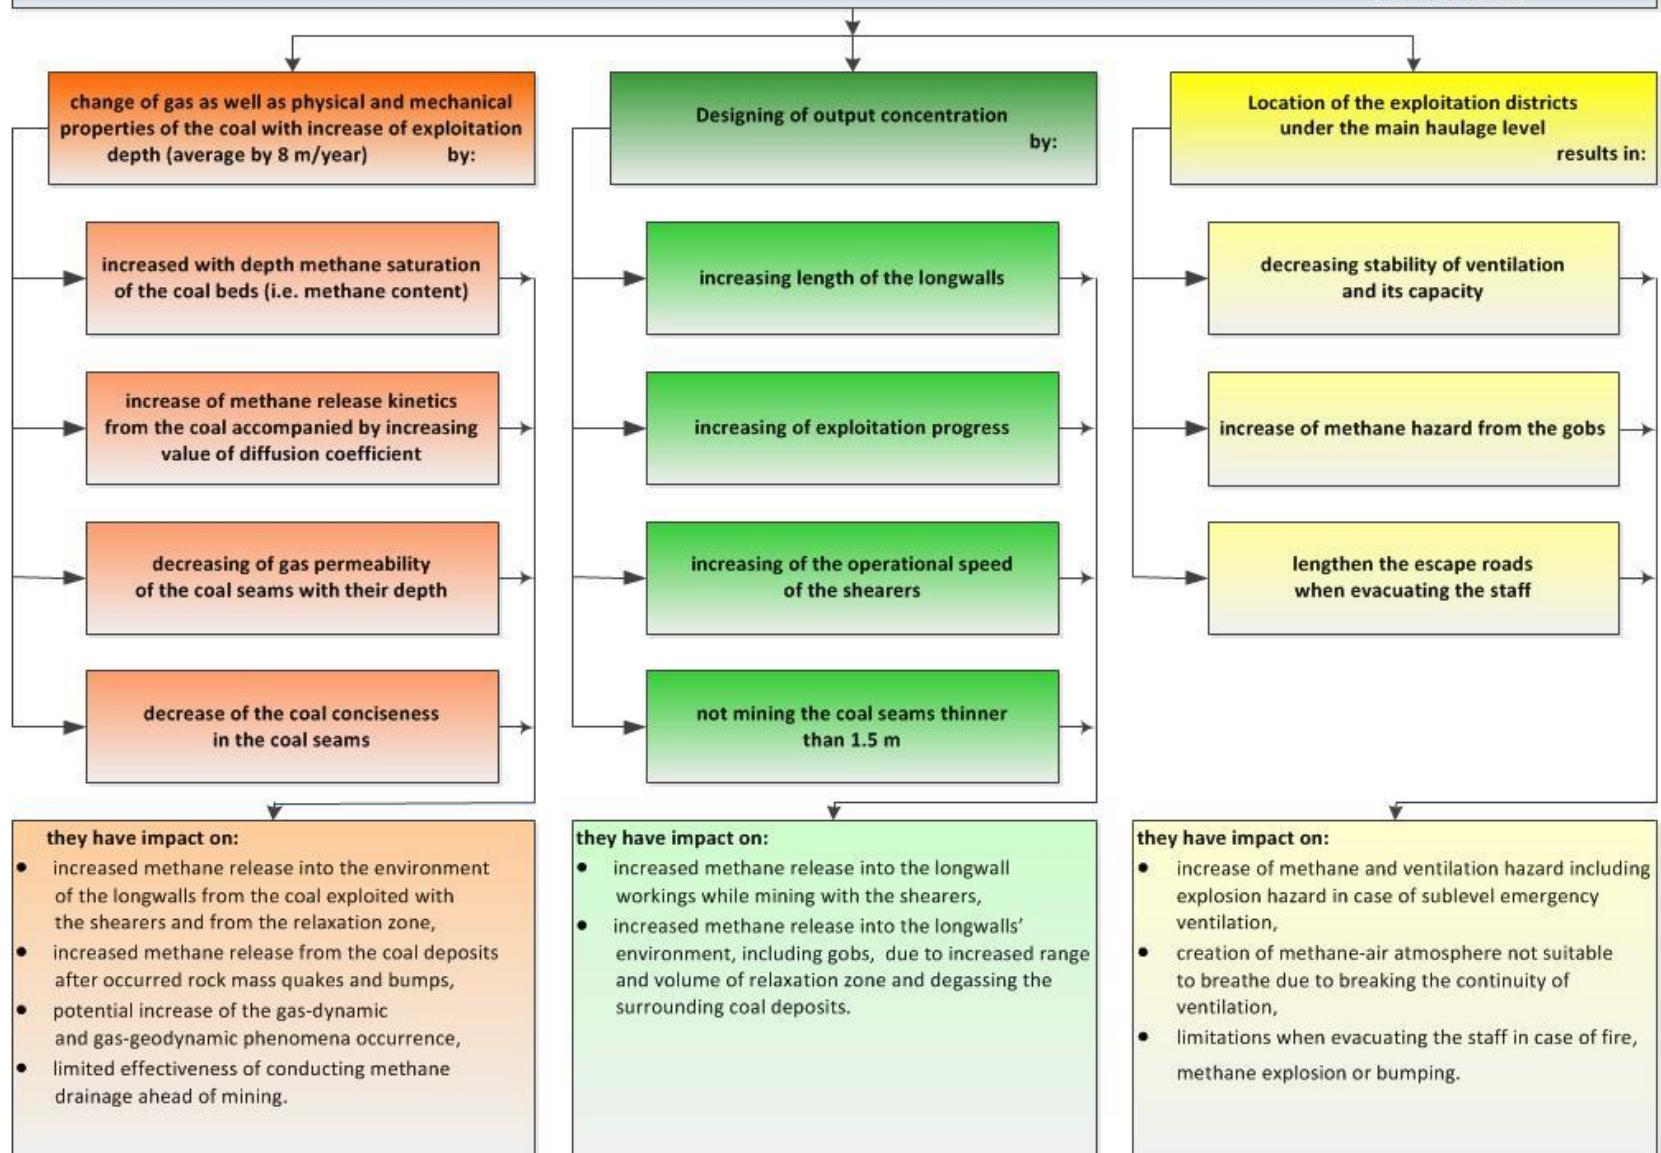 change of gas as well as physical and mechanical
properties of the coal with increase of exploitation
depth (average by 8 m/year) by:
increased with depth methane saturation
of the coal beds (i.e. methane content)
increase of methane release kinetics
from the coal accompanied by increasing
value of diffusion coefficient
decreasing of gas permeability
of the coal seams with their depth
decrease of the coal conciseness
in the coal seams
they have impact on:
● increased methane release into the environment
of the longwalls from the coal exploited with
the shearers and from the relaxation zone,
● increased methane release from the coal deposits
after occurred rock mass quakes and bumps,
● potential increase of the gas-dynamic
and gas-geodynamic phenomena occurrence,
● limited effectiveness of conducting methane
drainage ahead of mining.
Designing of output concentration
by:
increasing length of the longwalls
increasing of exploitation progress
increasing of the operational speed
of the shearers
not mining the coal seams thinner
than 1.5 m
they have impact on:
● increased methane release into the longwall
workings while mining with the shearers,
● increased methane release into the longwalls’
environment, including gobs, due to increased range
and volume of relaxation zone and degassing the
surrounding coal deposits.
Location of the exploitation districts
under the main haulage level
results in:
decreasing stability of ventilation
and its capacity
increase of methane hazard from the gobs
lengthen the escape roads
when evacuating the staff
they have impact on:
● increase of methane and ventilation hazard including
explosion hazard in case of sublevel emergency
ventilation,
● creation of methane-air atmosphere not suitable
to breathe due to breaking the continuity of
ventilation,
● limitations when evacuating the staff in case of fire,
methane explosion or bumping.